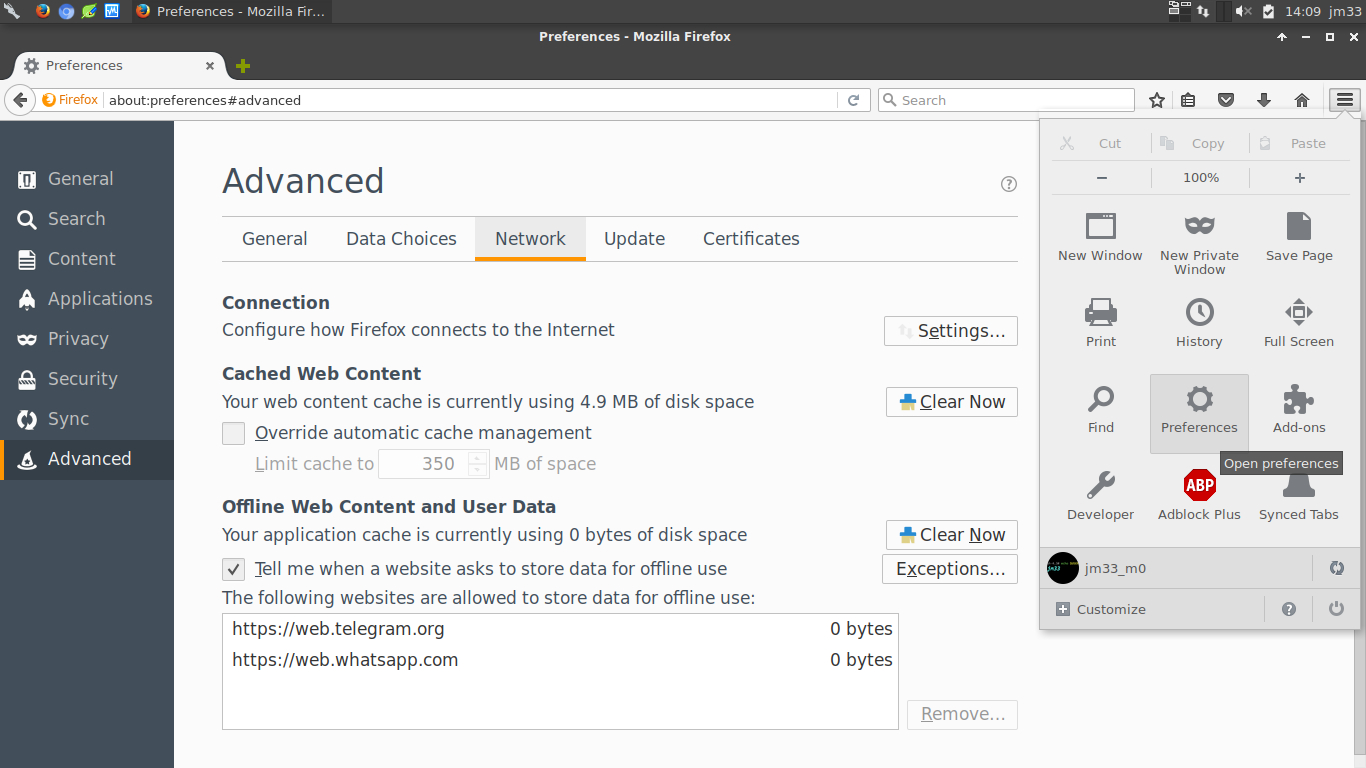 Preferences - Mozilla Fir...
14:09 jm33
Preferences - Mozilla Firefox
Preferences
Firefox
about:preferences#advanced
Search
General
Search
Content
Applications
Privacy
Security
Sync
Advanced
Advanced
General
Data Choices
Network
Update
Certificates
Connection
Configure how Firefox connects to the Internet
Settings...
Cached Web Content
Your web content cache is currently using 4.9 MB of disk space
Clear Now
Override automatic cache management
Limit cache to 350 MB of space
Offline Web Content and User Data
Your application cache is currently using 0 bytes of disk space
Clear Now
Tell me when a website asks to store data for offline use
Exceptions...
The following websites are allowed to store data for offline use:
https://web.telegram.org 0 bytes
https://web.whatsapp.com 0 bytes
Remove...
Cut
Copy
Paste
− 100% +
New Window
New Private
Window
Save Page
Print
History
Full Screen
Find
Preferences
Add-ons
Open preferences
Developer
ABP
Adblock Plus
Synced Tabs
jm33_m0
Customize